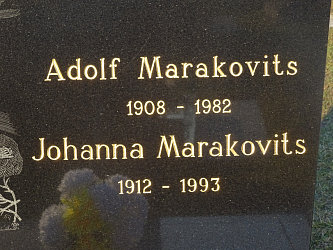 Adolf Marakovits
1908 - 1982
Johanna Marakovits
1912 - 1993